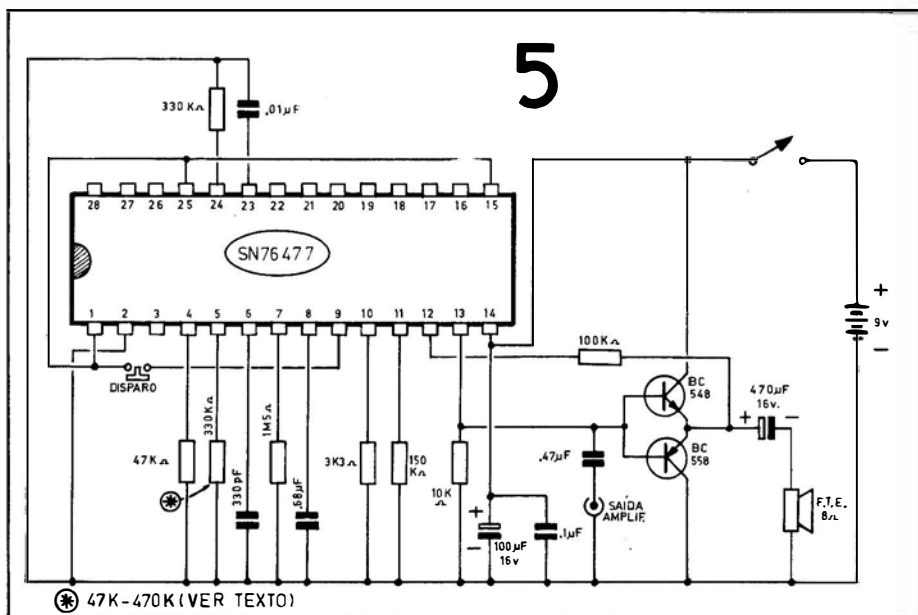 5
330 KΩ
.01µF
28 27 26 25 24 23 22 21 20 19 18 17 16 15
SN76477
1 2 3 4 5 6 7 8 9 10 11 12 13 14
DISPARO
100KΩ
BC
548
470µF
16v.
+
-
+
9v
-
BC
558
47KΩ
330KΩ
330pF
1M5Ω
.68µF
3K3Ω
150
KΩ
10K
Ω
.47µF
SAÍDA
AMPLIF.
F.T.E.
8Ω
+
-
100µF
16v
.1µF
* 47K-470K(VER TEXTO)